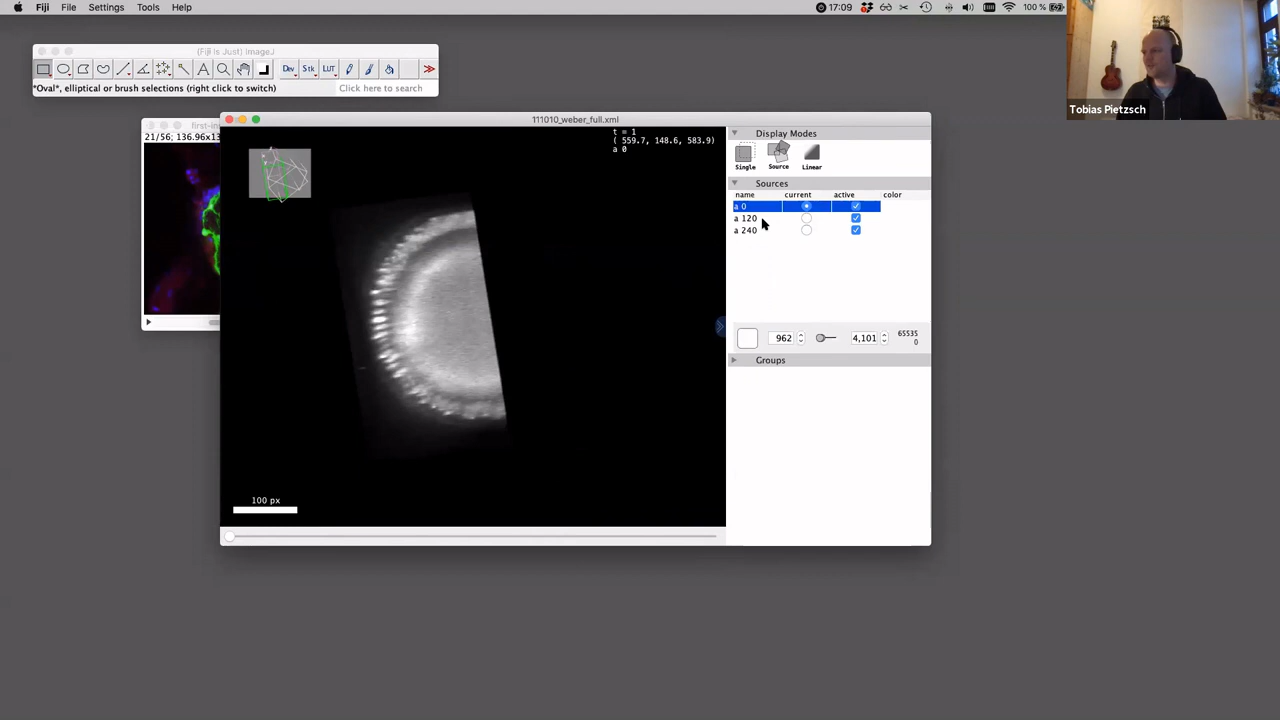 Fiji File Settings Tools Help
17:09
100 %
(Fiji Is Just) ImageJ
Dev Stk LUT
*Oval*, elliptical or brush selections (right click to switch)
Click here to search
Tobias Pietzsch
21/56; 136.96x13
111010_weber_full.xml
t = 1
( 559.7, 148.6, 583.9)
a 0
100 px
Display Modes
Single Source Linear
Sources
name current active color
a 0
a 120
a 240
962 4,101 65535
0
Groups